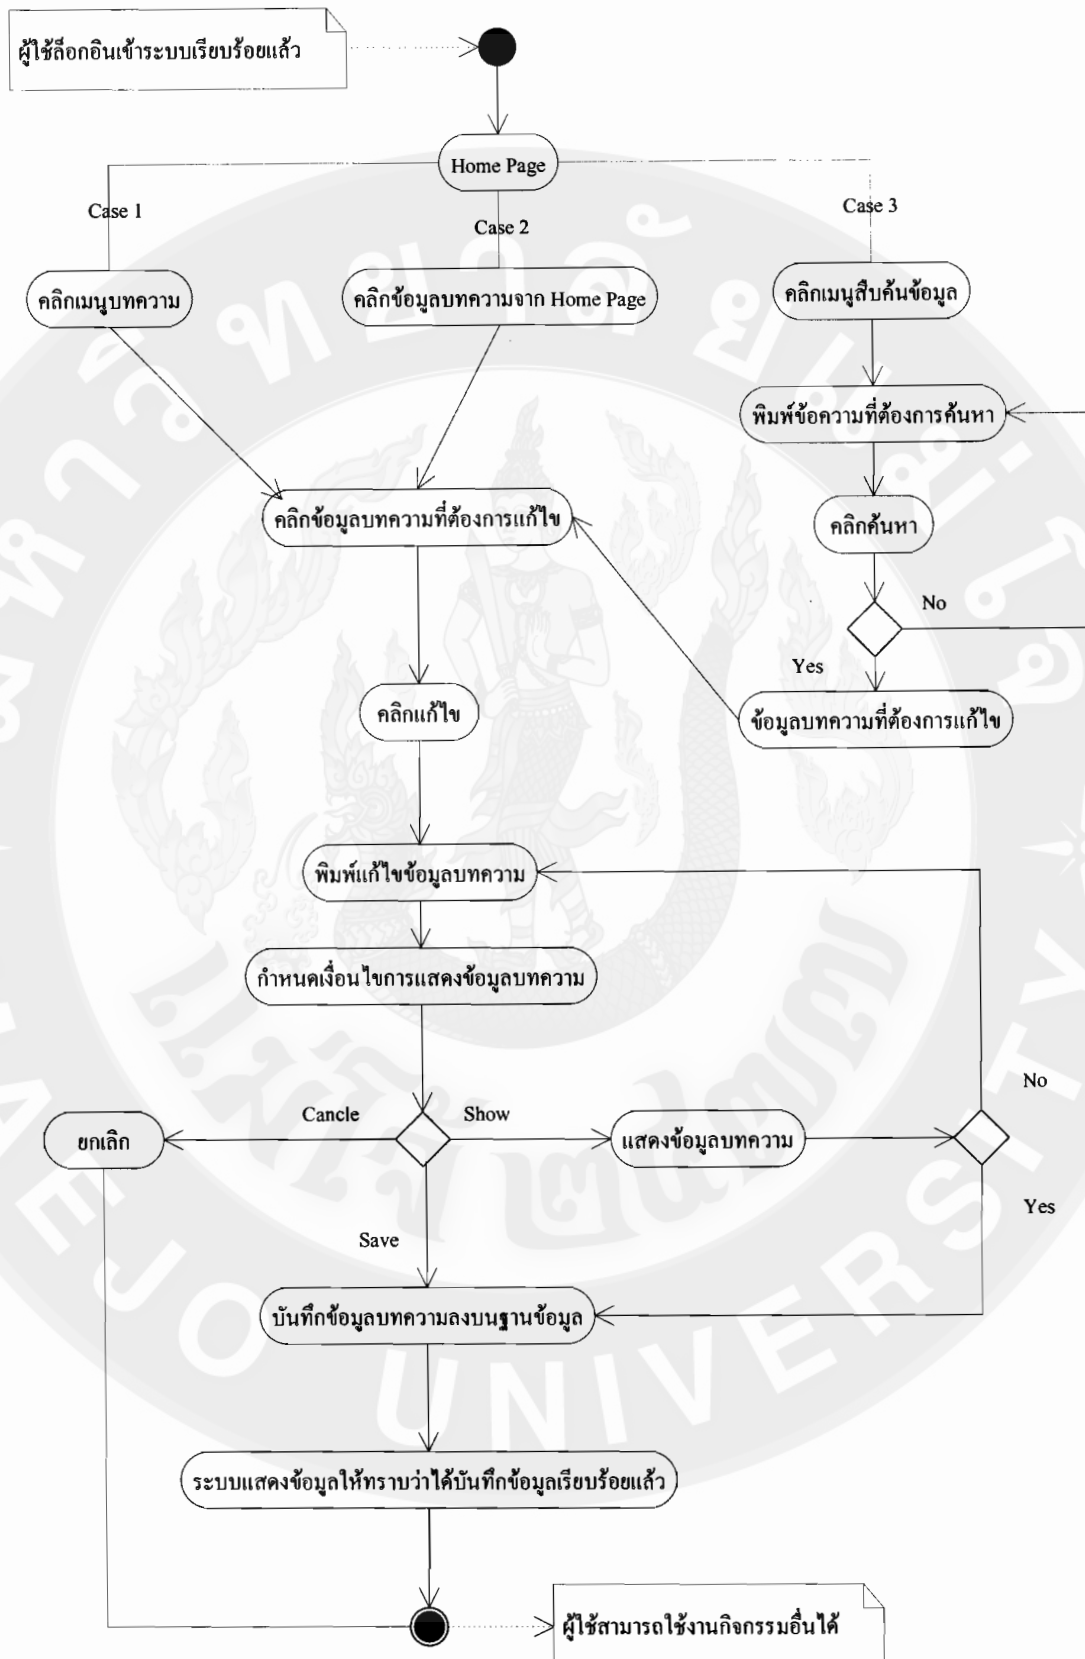 ผู้ใช้ล็อกอินเข้าระบบเรียบร้อยแล้ว
Home Page
Case 1
Case 2
Case 3
คลิกเมนูบทความ
คลิกข้อมูลบทความจาก Home Page
คลิกเมนูสืบค้นข้อมูล
พิมพ์ข้อความที่ต้องการค้นหา
คลิกข้อมูลบทความที่ต้องการแก้ไข
คลิกค้นหา
No
Yes
คลิกแก้ไข
ข้อมูลบทความที่ต้องการแก้ไข
พิมพ์แก้ไขข้อมูลบทความ
กำหนดเงื่อนไขการแสดงข้อมูลบทความ
No
Cancle
Show
ยกเลิก
แสดงข้อมูลบทความ
Yes
Save
บันทึกข้อมูลบทความลงบนฐานข้อมูล
ระบบแสดงข้อมูลให้ทราบว่าได้บันทึกข้อมูลเรียบร้อยแล้ว
ผู้ใช้สามารถใช้งานกิจกรรมอื่นได้